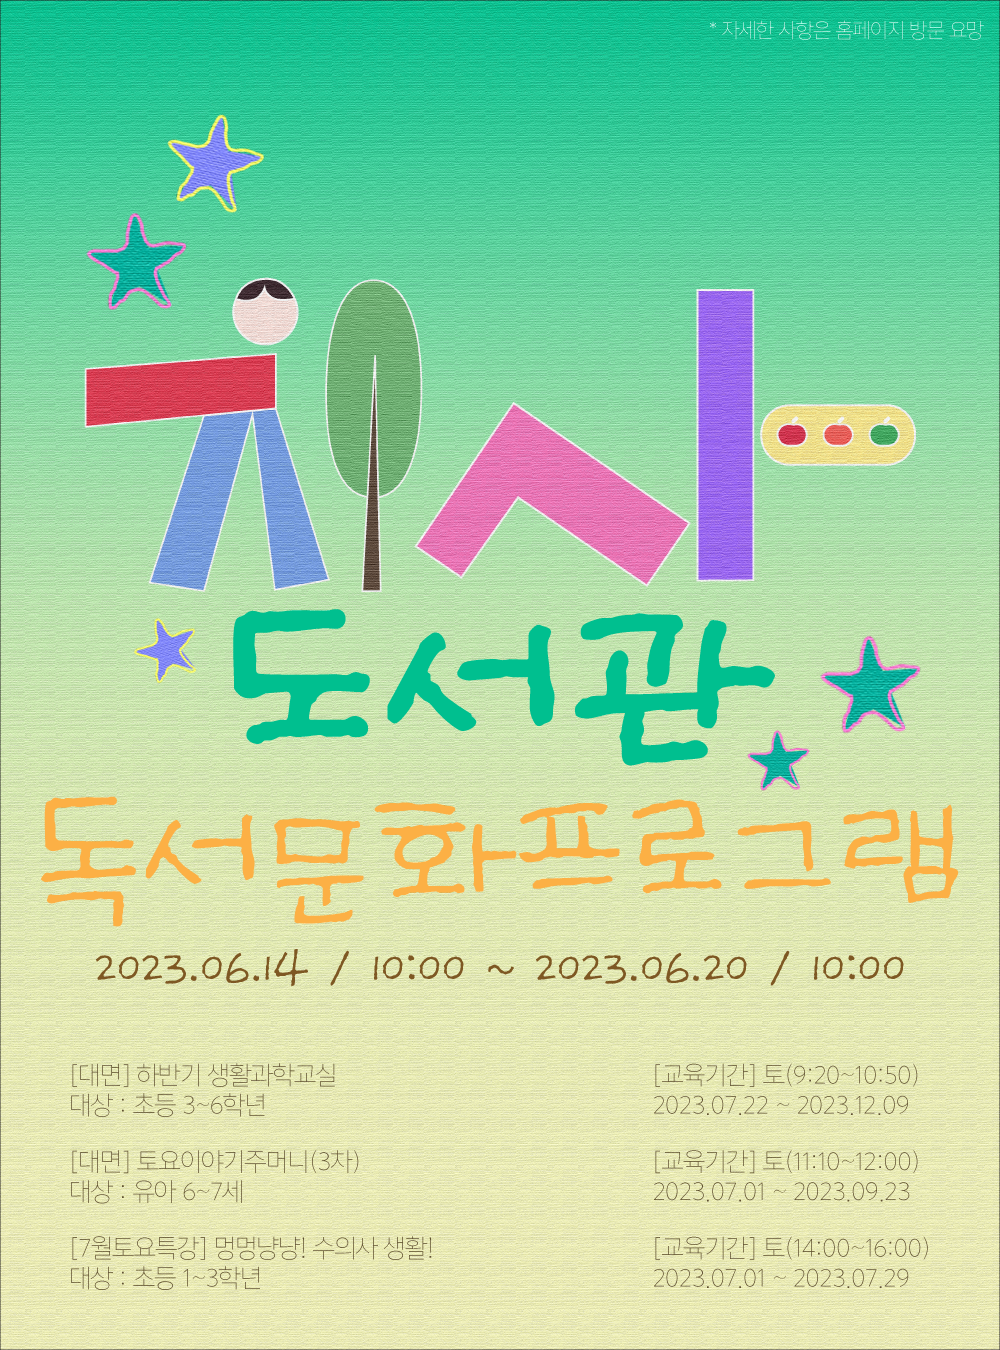 * 자세한 사항은 홈페이지 방문 요망
치사
도서관
독서문화프로그램
2023.06.14 / 10:00 ~ 2023.06.20 / 10:00
[대면] 하반기 생활과학교실
대상 : 초등 3~6학년
[교육기간] 토(9:20~10:50)
2023.07.22 ~ 2023.12.09
[대면] 토요이야기주머니(3차)
대상 : 유아 6~7세
[교육기간] 토(11:10~12:00)
2023.07.01 ~ 2023.09.23
[7월토요특강] 멍멍냥냥! 수의사 생활!
대상 : 초등 1~3학년
[교육기간] 토(14:00~16:00)
2023.07.01 ~ 2023.07.29